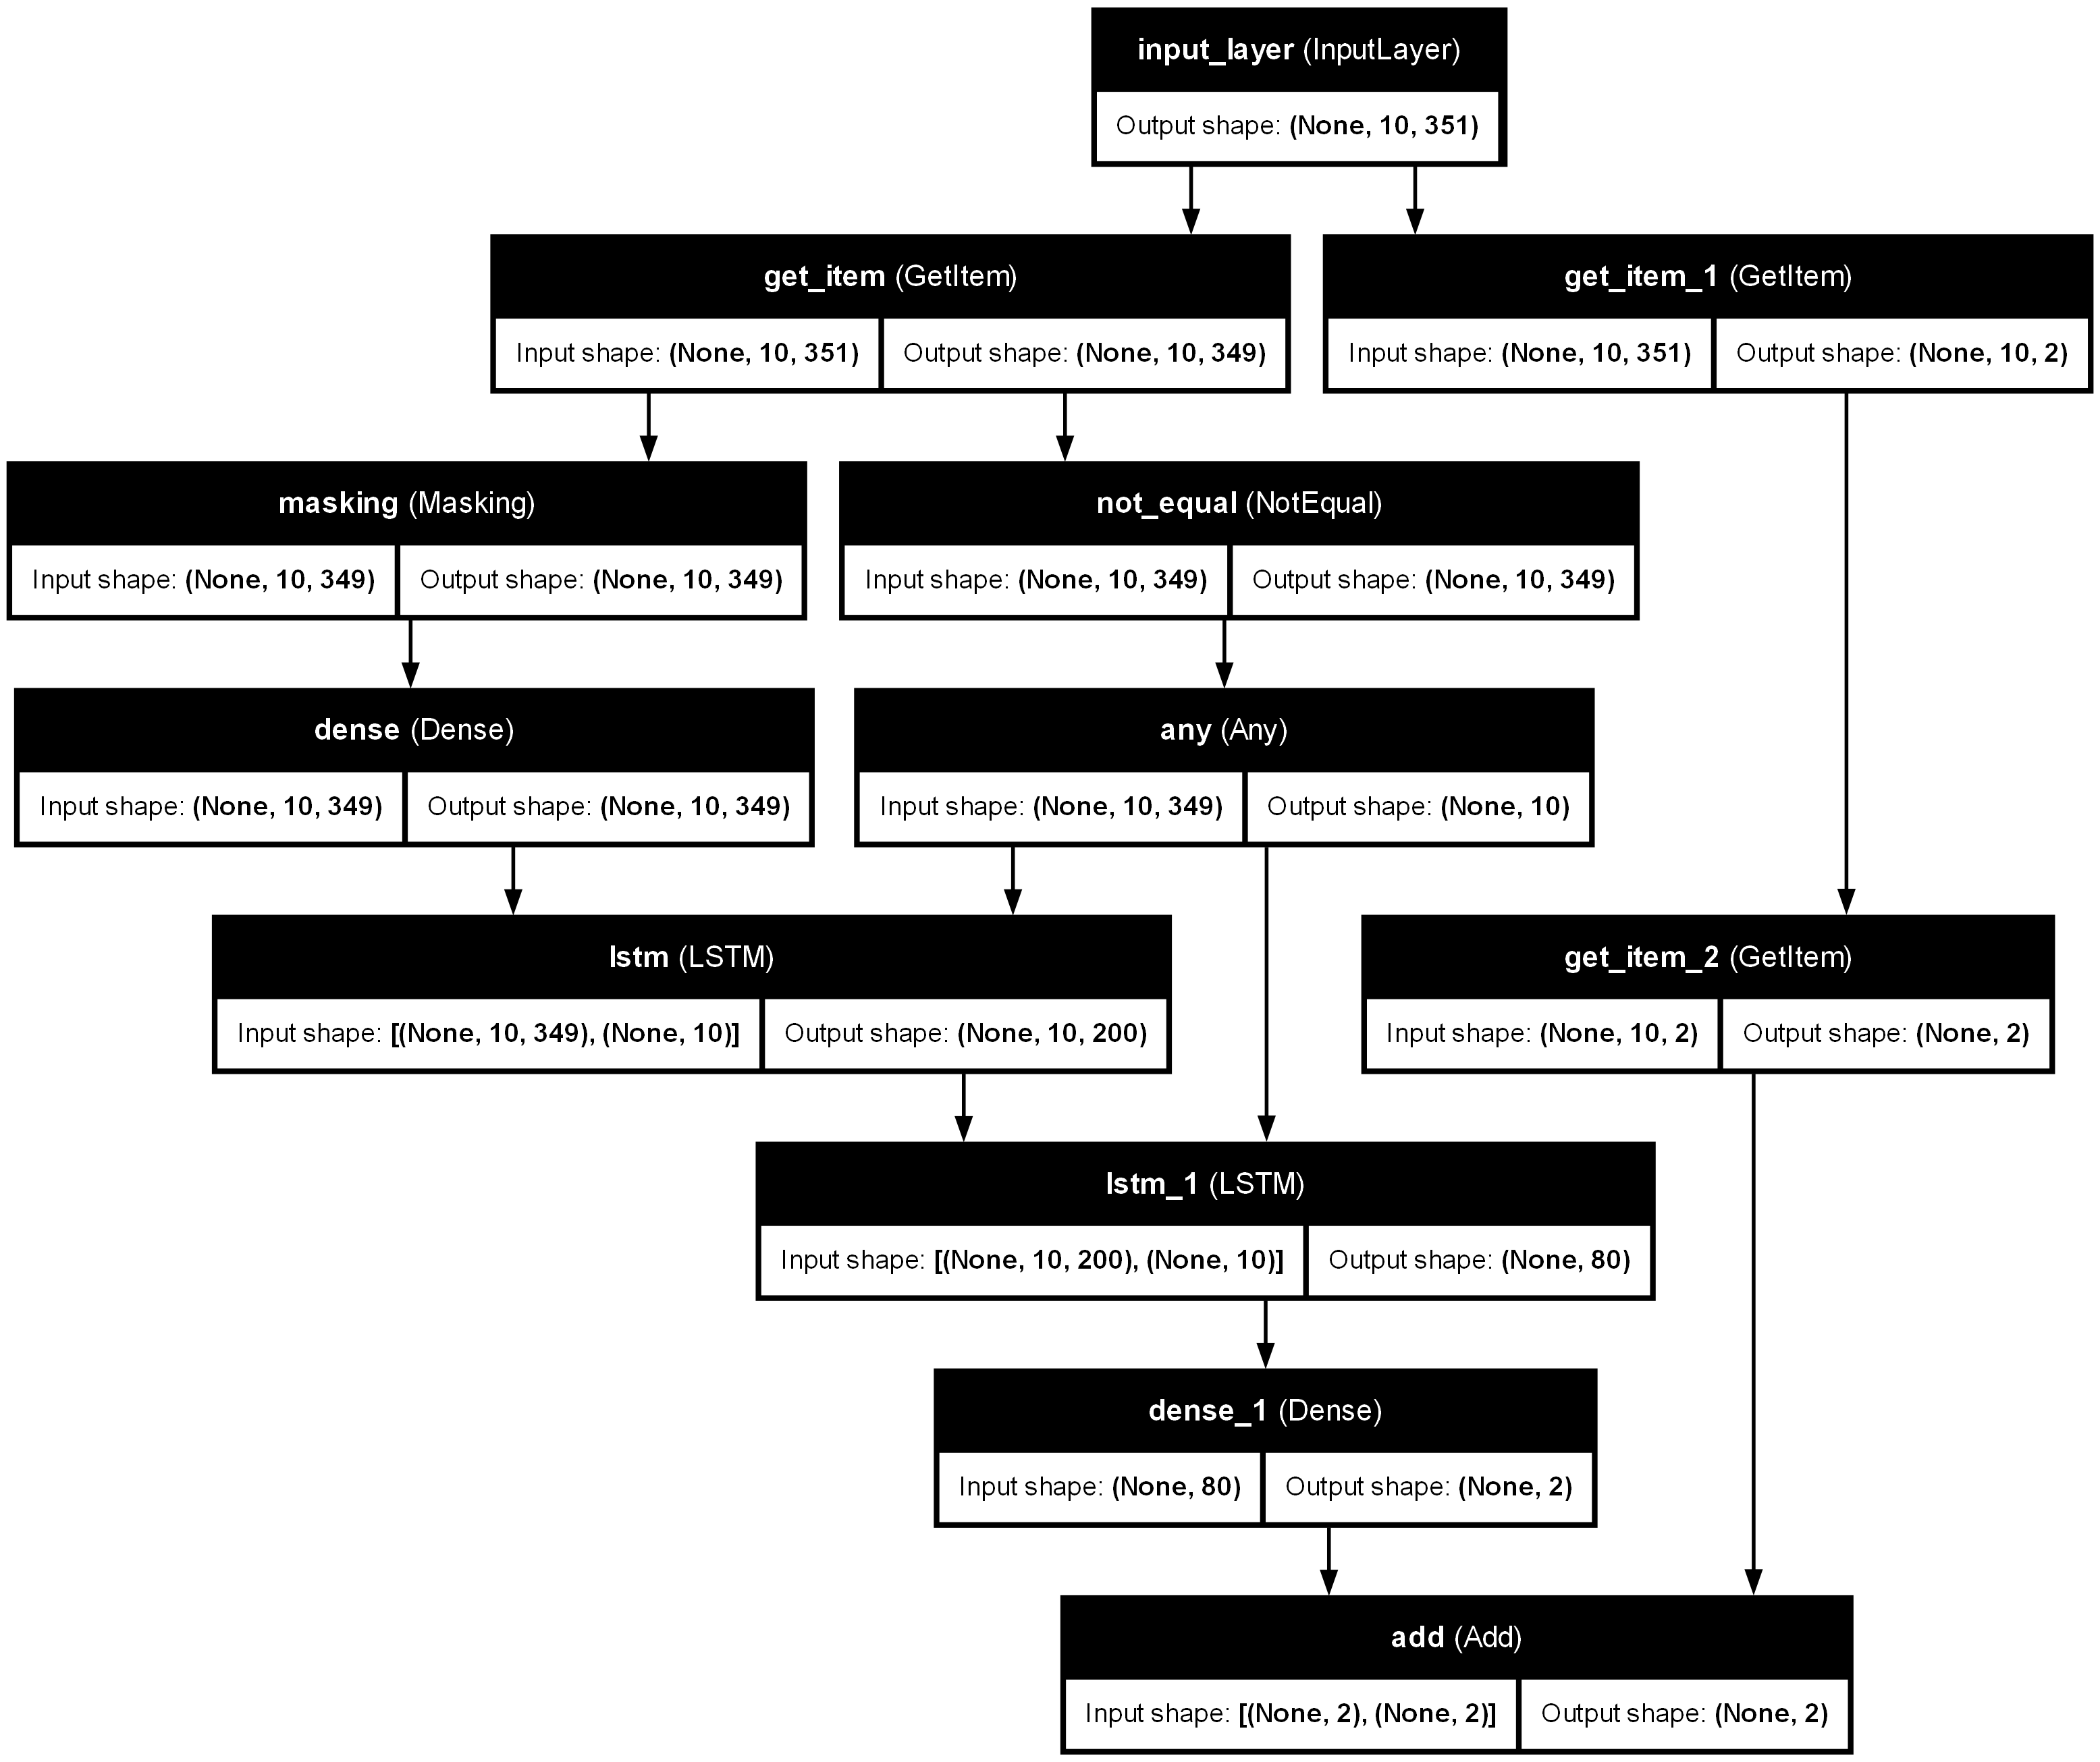 input_layer (InputLayer)
Output shape: (None, 10, 351)
get_item (GetItem)
Input shape: (None, 10, 351)
Output shape: (None, 10, 349)
get_item_1 (GetItem)
Input shape: (None, 10, 351)
Output shape: (None, 10, 2)
masking (Masking)
Input shape: (None, 10, 349)
Output shape: (None, 10, 349)
not_equal (NotEqual)
Input shape: (None, 10, 349)
Output shape: (None, 10, 349)
dense (Dense)
Input shape: (None, 10, 349)
Output shape: (None, 10, 349)
any (Any)
Input shape: (None, 10, 349)
Output shape: (None, 10)
lstm (LSTM)
Input shape: [(None, 10, 349), (None, 10)]
Output shape: (None, 10, 200)
get_item_2 (GetItem)
Input shape: (None, 10, 2)
Output shape: (None, 2)
lstm_1 (LSTM)
Input shape: [(None, 10, 200), (None, 10)]
Output shape: (None, 80)
dense_1 (Dense)
Input shape: (None, 80)
Output shape: (None, 2)
add (Add)
Input shape: [(None, 2), (None, 2)]
Output shape: (None, 2)